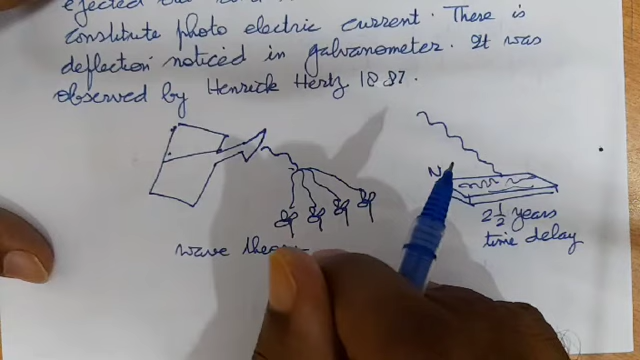 constitute photo electric current. There is
deflection noticed in galvanometer. It was
observed by Henrick Hertz 1887.
2 1/2 years
time delay
wave